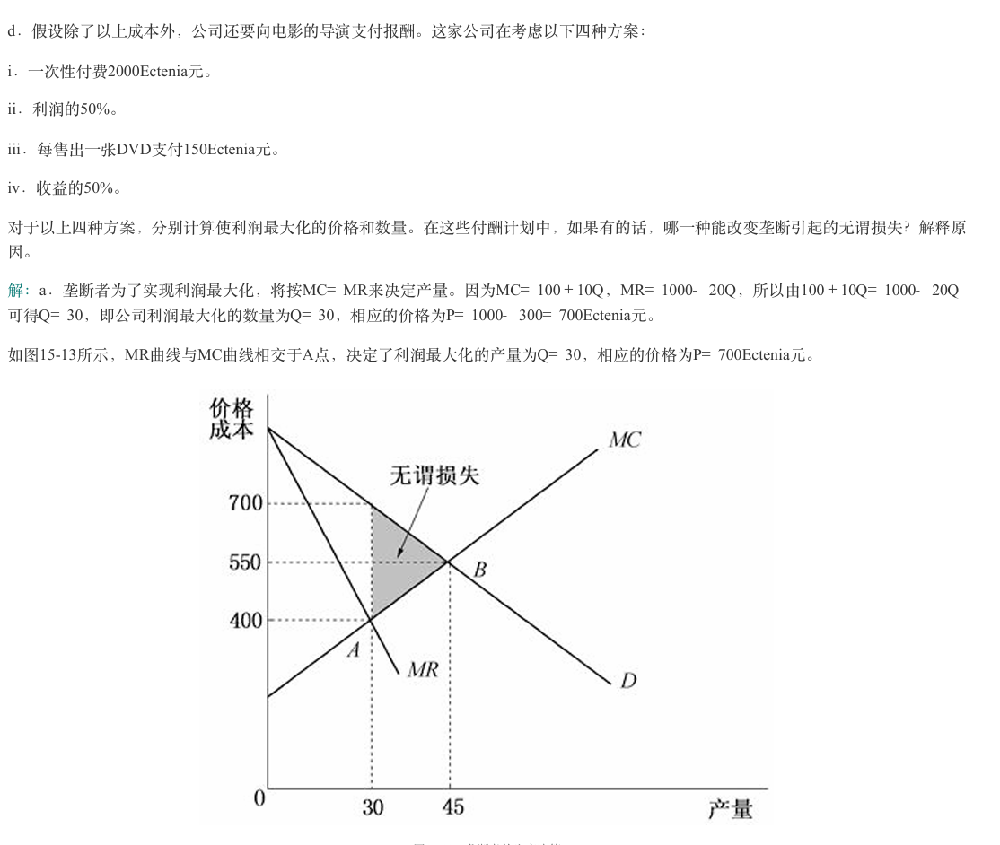 d．假设除了以上成本外，公司还要向电影的导演支付报酬。这家公司在考虑以下四种方案：
i．一次性付费2000Ectenia元。
ii．利润的50%。
iii．每售出一张DVD支付150Ectenia元。
iv．收益的50%。
对于以上四种方案，分别计算使利润最大化的价格和数量。在这些付酬计划中，如果有的话，哪一种能改变垄断引起的无谓损失？解释原
因。
解：a．垄断者为了实现利润最大化，将按MC= MR来决定产量。因为MC= 100＋10Q，MR= 1000- 20Q，所以由100＋10Q= 1000- 20Q
可得Q= 30，即公司利润最大化的数量为Q= 30，相应的价格为P= 1000- 300= 700Ectenia元。
如图15-13所示，MR曲线与MC曲线相交于A点，决定了利润最大化的产量为Q= 30，相应的价格为P= 700Ectenia元。
价格
成本
MC
无谓损失
700
550
B
400
A
MR
D
0
30
45
产量